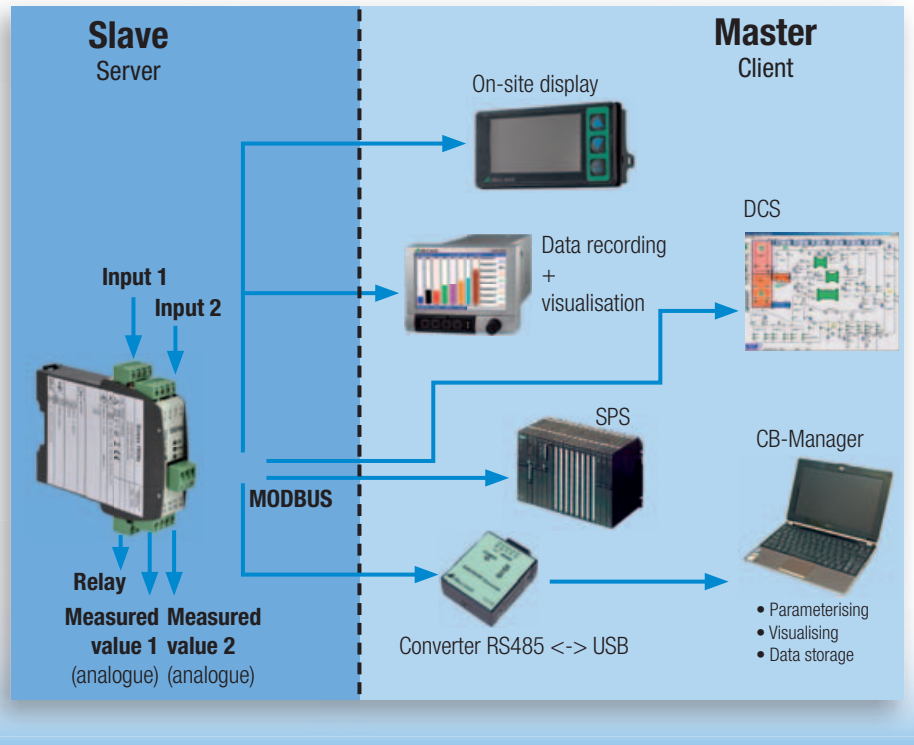 Slave
Server
Master
Client
On-site display
Data recording
+
visualisation
DCS
Input 1
Input 2
SPS
CB-Manager
MODBUS
Relay
Measured
value 1
(analogue)
Measured
value 2
(analogue)
Converter RS485 <-> USB
• Parameterising
• Visualising
• Data storage